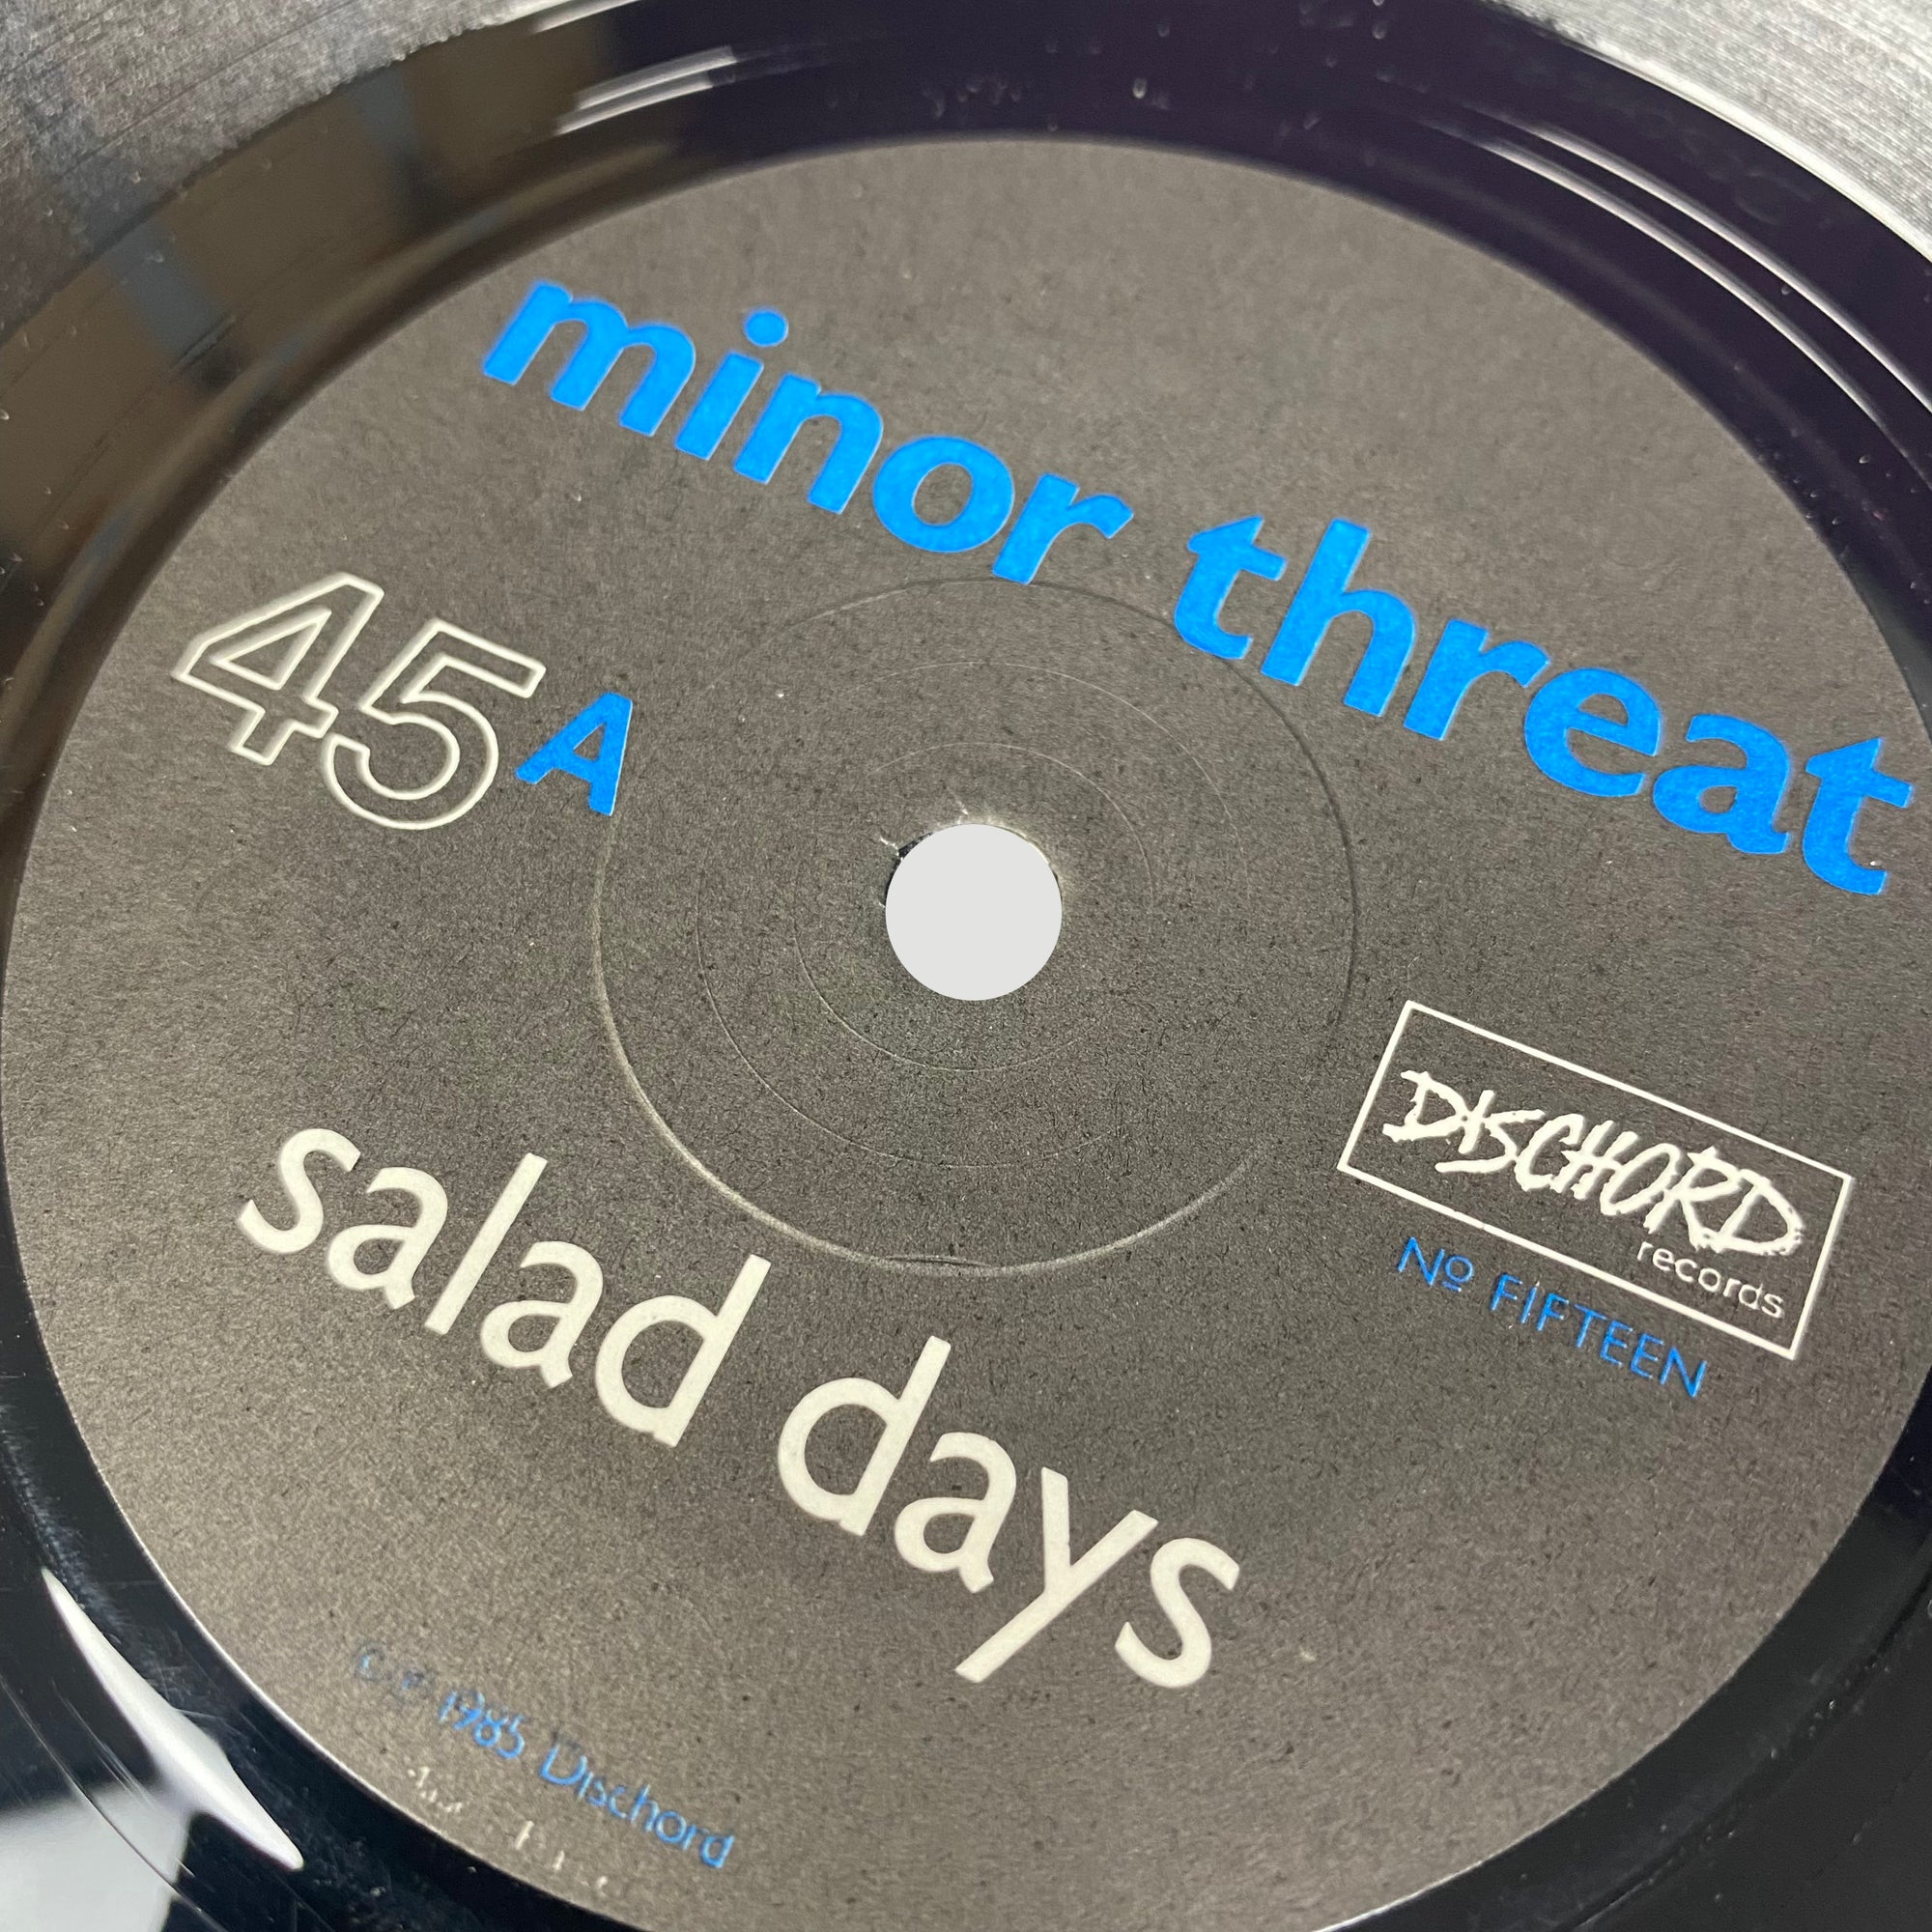 minor threat
45 A
DISCHORD
records
Nº FIFTEEN
salad days
1985 Dischord